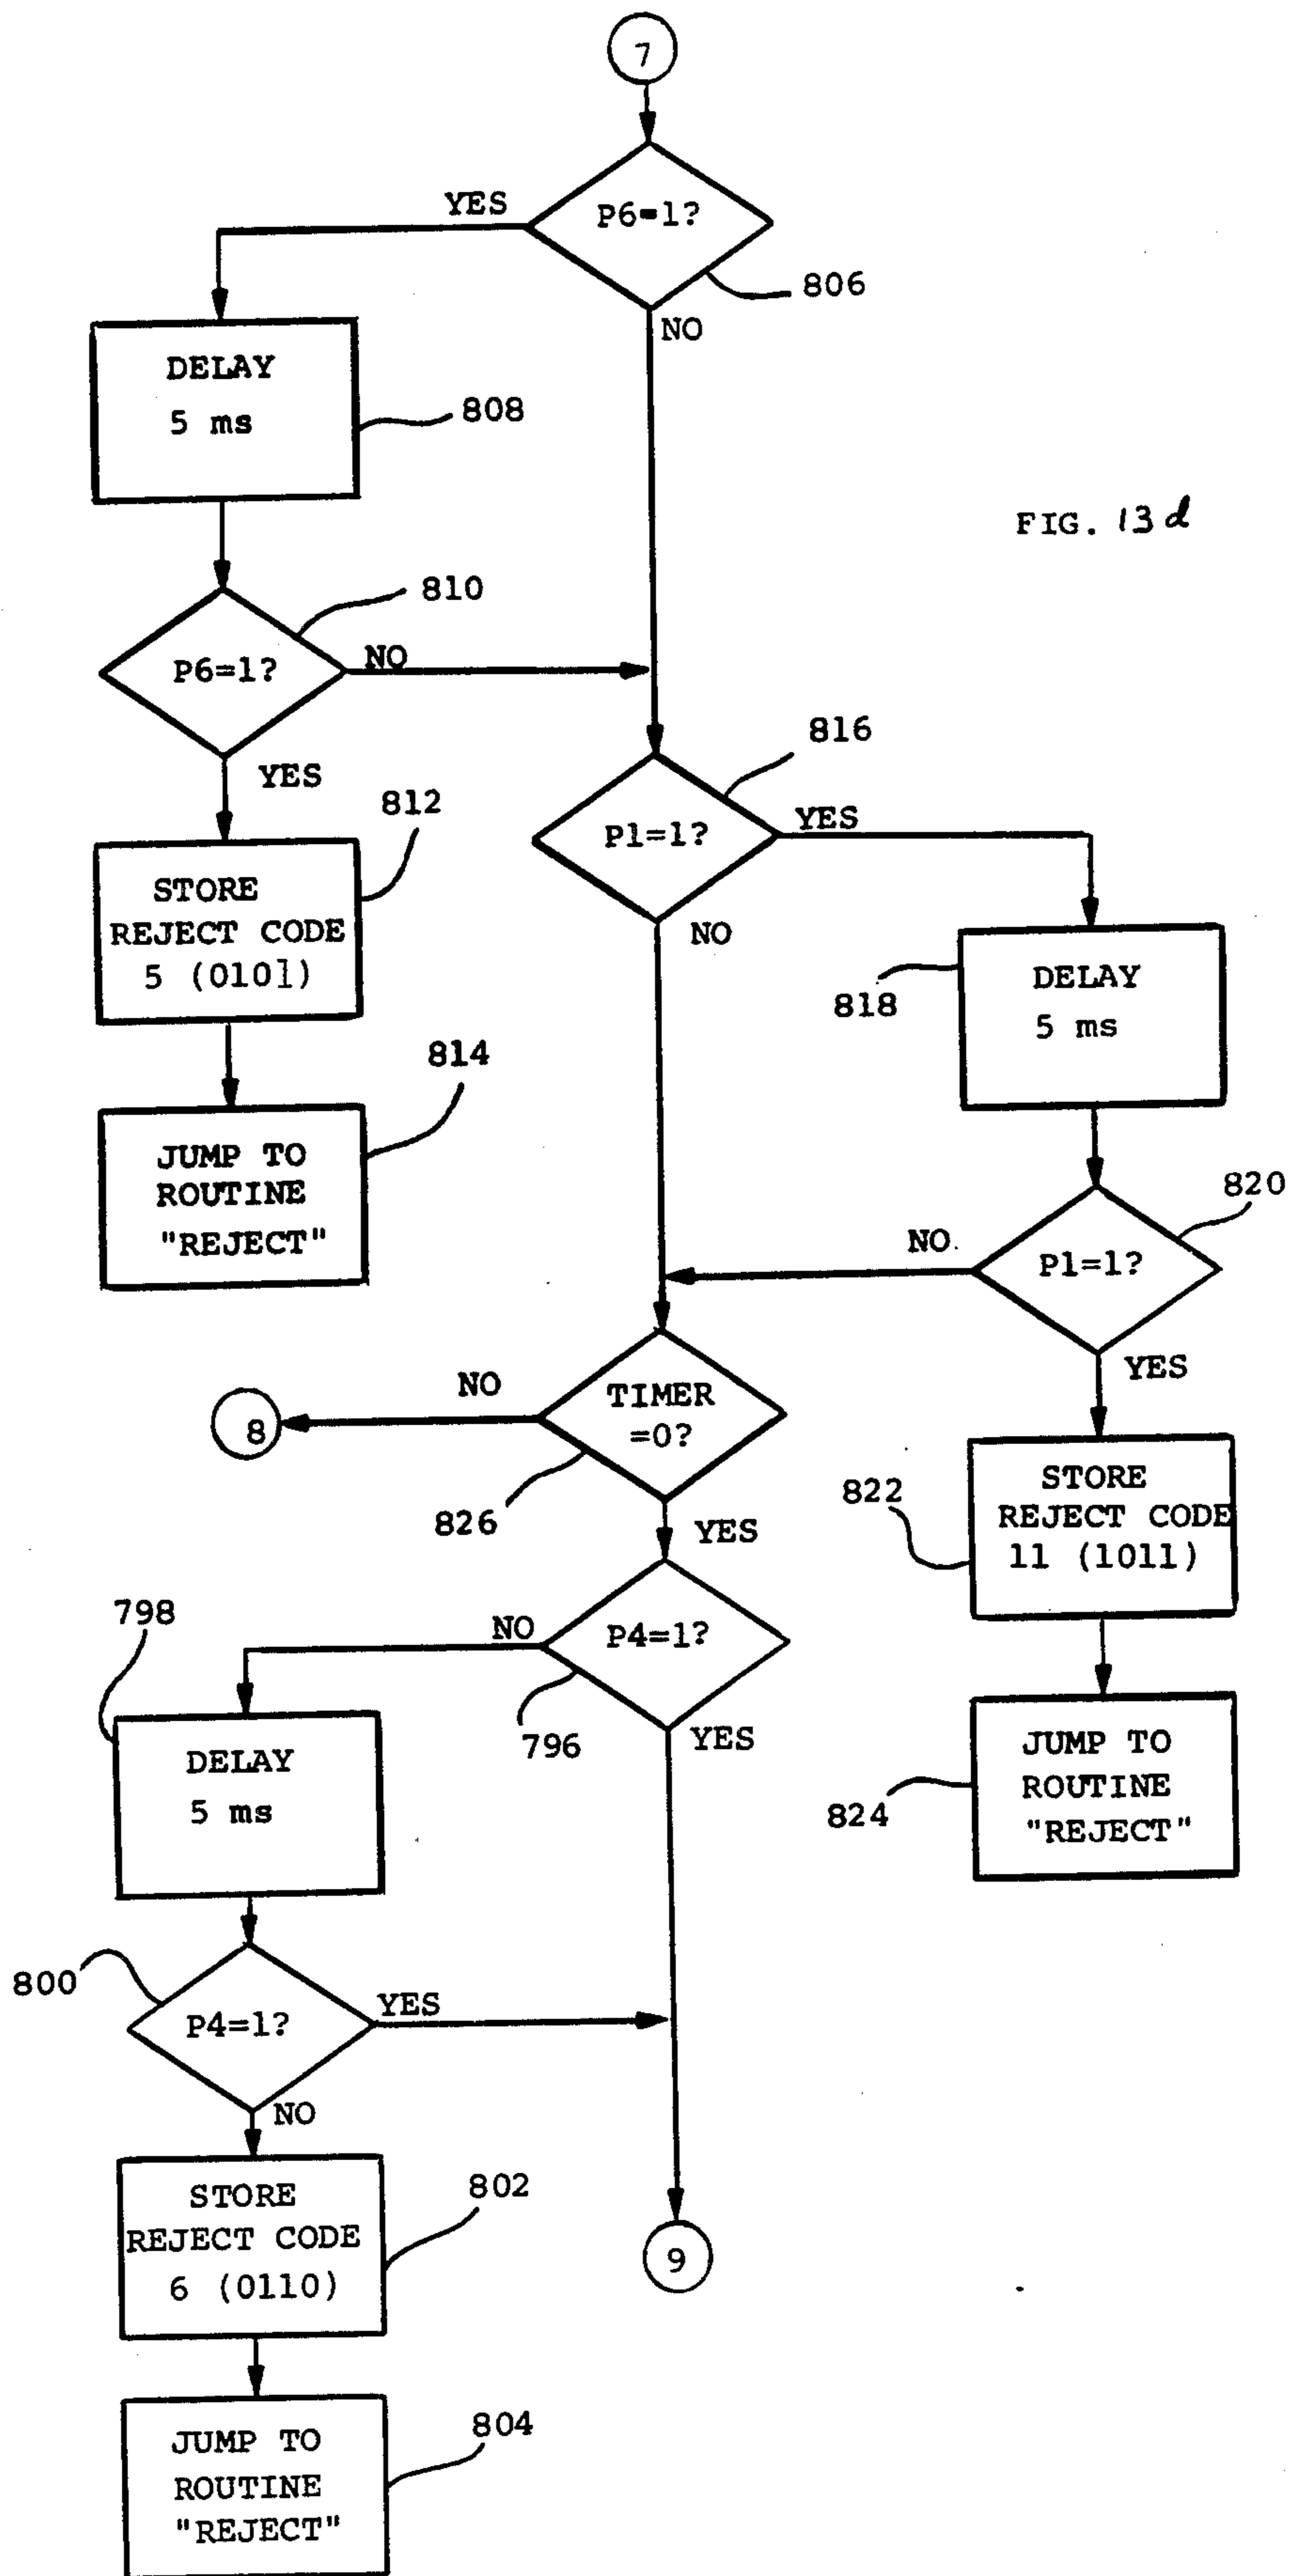 7
YES
P6=1?
806
NO
DELAY
5 ms
808
FIG. 13d
810
P6=1?
NO
YES
816
812
P1=1?
YES
STORE
REJECT CODE
5 (0101)
NO
DELAY
5 ms
818
814
JUMP TO
ROUTINE
"REJECT"
820
NO
P1=1?
YES
NO
TIMER
=0?
8
826
YES
822
STORE
REJECT CODE
11 (1011)
798
NO
P4=1?
796
YES
DELAY
5 ms
JUMP TO
ROUTINE
"REJECT"
824
800
P4=1?
YES
NO
STORE
REJECT CODE
6 (0110)
802
9
JUMP TO
ROUTINE
"REJECT"
804